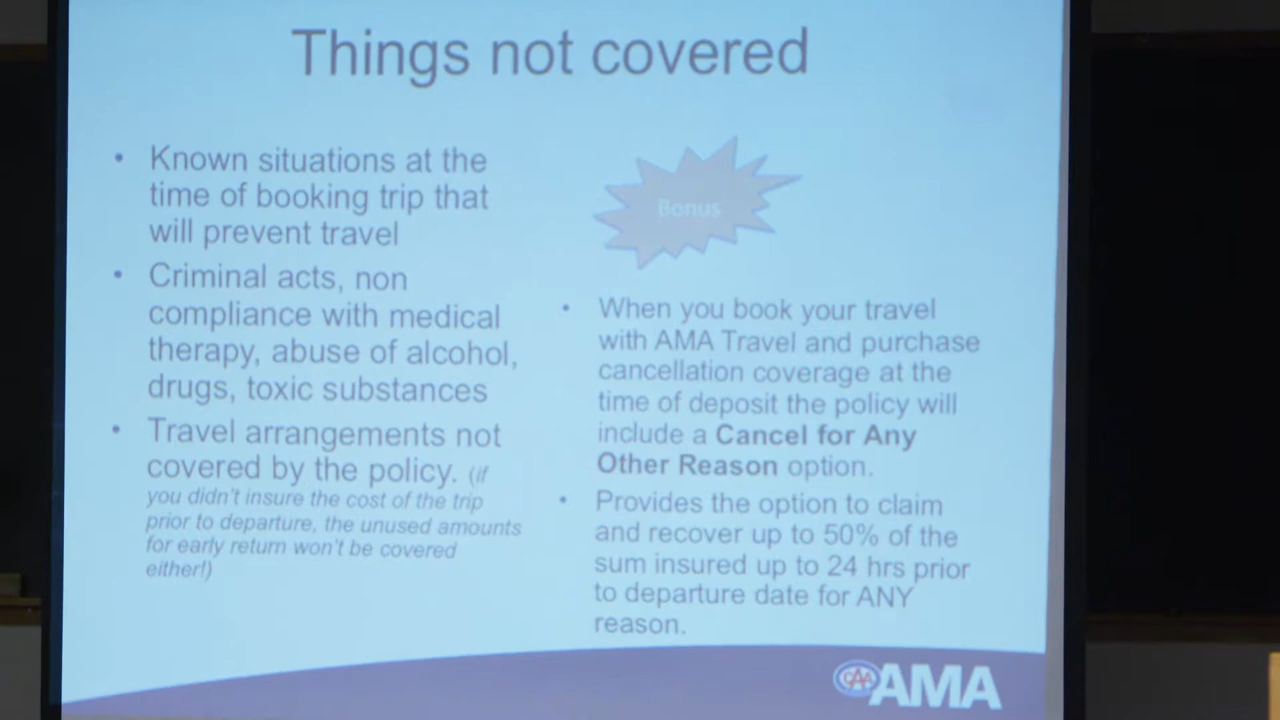 Things not covered
• Known situations at the
time of booking trip that
will prevent travel
• Criminal acts, non
compliance with medical
therapy, abuse of alcohol,
drugs, toxic substances
• Travel arrangements not
covered by the policy. (if
you didn't insure the cost of the trip
prior to departure, the unused amounts
for early return won't be covered
either!)
Bonus
• When you book your travel
with AMA Travel and purchase
cancellation coverage at the
time of deposit the policy will
include a Cancel for Any
Other Reason option.
• Provides the option to claim
and recover up to 50% of the
sum insured up to 24 hrs prior
to departure date for ANY
reason.
CAA AMA